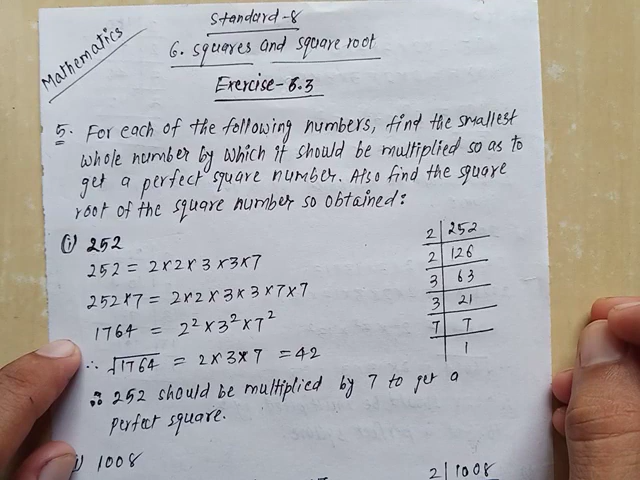 Mathematics
Standard-8
6. squares and square root
Exercise-6.3
5. For each of the following numbers, find the smallest
whole number by which it should be multiplied so as to
get a perfect square number. Also find the square
root of the square number so obtained:
(i) 252
252 = 2×2×3×3×7
252×7 = 2×2×3×3×7×7
1764 = 2²×3²×7²
∴ √1764 = 2×3×7 = 42
∴ 252 should be multiplied by 7 to get a
perfect square.
2 | 252
2 | 126
3 | 63
3 | 21
7 | 7
| 1
1008
2 | 1008